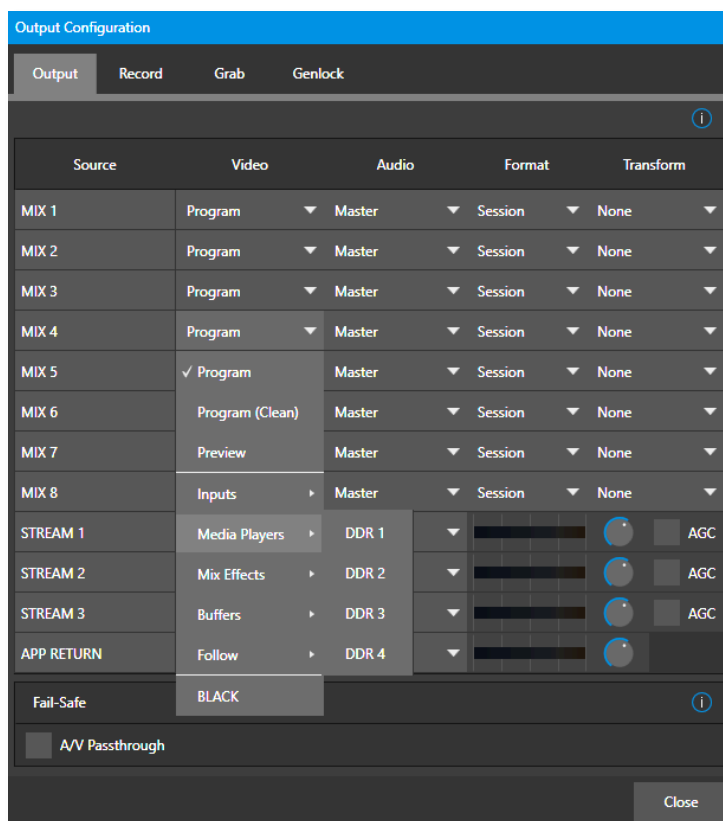 Output Configuration
Output Record Grab Genlock
Source Video Audio Format Transform
MIX 1 Program Master Session None
MIX 2 Program Master Session None
MIX 3 Program Master Session None
MIX 4 Program Master Session None
MIX 5 ✓ Program Master Session None
MIX 6 Program (Clean) Master Session None
MIX 7 Preview Master Session None
MIX 8 Inputs Master Session None
STREAM 1 Media Players DDR 1 AGC
STREAM 2 Mix Effects DDR 2 AGC
STREAM 3 Buffers DDR 3 AGC
APP RETURN Follow DDR 4
Fail-Safe BLACK
A/V Passthrough
Close